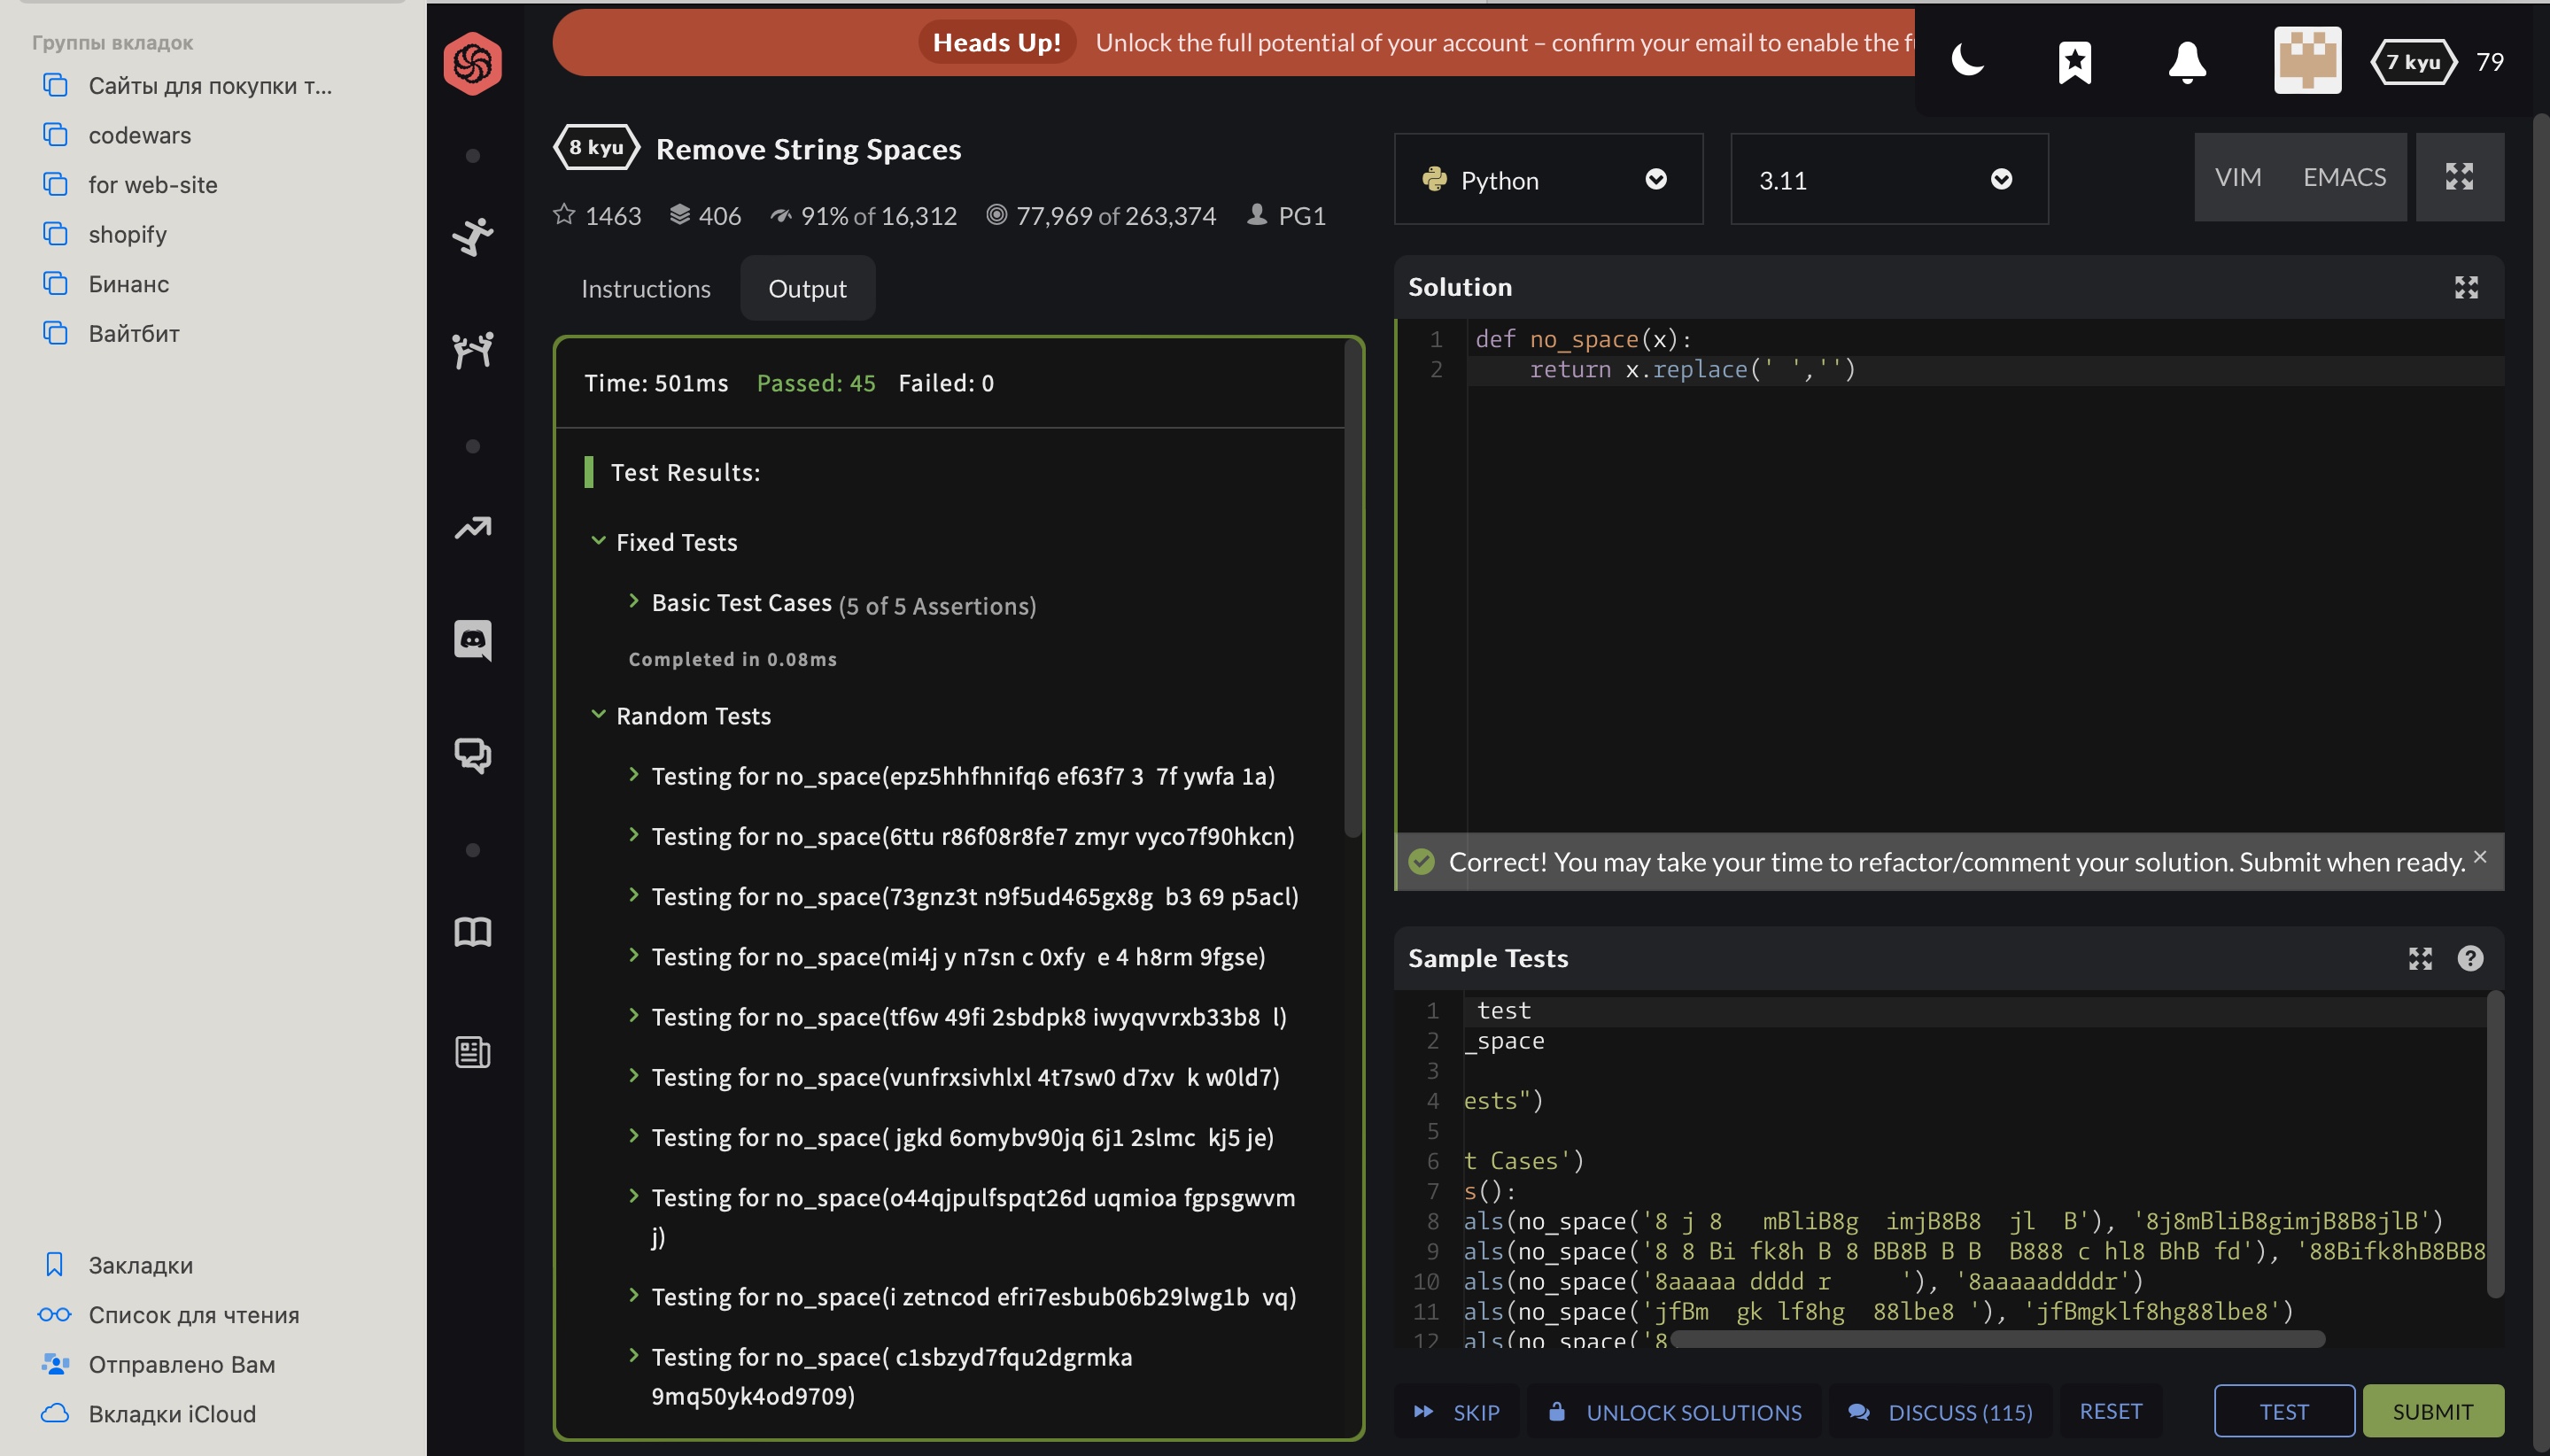 Группы вкладок
Сайты для покупки т...
codewars
for web-site
shopify
Бинанс
Вайтбит
Закладки
Список для чтения
Отправлено Вам
Вкладки iCloud
Heads Up! Unlock the full potential of your account – confirm your email to enable the f
7 kyu 79
8 kyu Remove String Spaces
1463 406 91% of 16,312 77,969 of 263,374 PG1
Instructions Output
Time: 501ms Passed: 45 Failed: 0
Test Results:
Fixed Tests
Basic Test Cases (5 of 5 Assertions)
Completed in 0.08ms
Random Tests
Testing for no_space(epz5hhfhnifq6 ef63f7 3  7f ywfa 1a)
Testing for no_space(6ttu r86f08r8fe7 zmyr vyco7f90hkcn)
Testing for no_space(73gnz3t n9f5ud465gx8g  b3 69 p5acl)
Testing for no_space(mi4j y n7sn c 0xfy  e 4 h8rm 9fgse)
Testing for no_space(tf6w 49fi 2sbdpk8 iwyqvvrxb33b8  l)
Testing for no_space(vunfrxsivhlxl 4t7sw0 d7xv  k w0ld7)
Testing for no_space( jgkd 6omybv90jq 6j1 2slmc  kj5 je)
Testing for no_space(o44qjpulfspqt26d uqmioa fgpsgwvm
j)
Testing for no_space(i zetncod efri7esbub06b29lwg1b  vq)
Testing for no_space( c1sbzyd7fqu2dgrmka
9mq50yk4od9709)
Python 3.11 VIM EMACS
Solution
1 def no_space(x):
2     return x.replace(' ','')
Correct! You may take your time to refactor/comment your solution. Submit when ready. ×
Sample Tests
1 test
2 _space
3
4 ests")
5
6 t Cases')
7 s():
8 als(no_space('8 j 8   mBliB8g  imjB8B8  jl  B'), '8j8mBliB8gimjB8B8jlB')
9 als(no_space('8 8 Bi fk8h B 8 BB8B B B  B888 c hl8 BhB fd'), '88Bifk8hB8BB8
10 als(no_space('8aaaaa dddd r     '), '8aaaaaddddr')
11 als(no_space('jfBm  gk lf8hg  88lbe8 '), 'jfBmgklf8hg88lbe8')
12 als(no_space('8
SKIP UNLOCK SOLUTIONS DISCUSS (115) RESET TEST SUBMIT